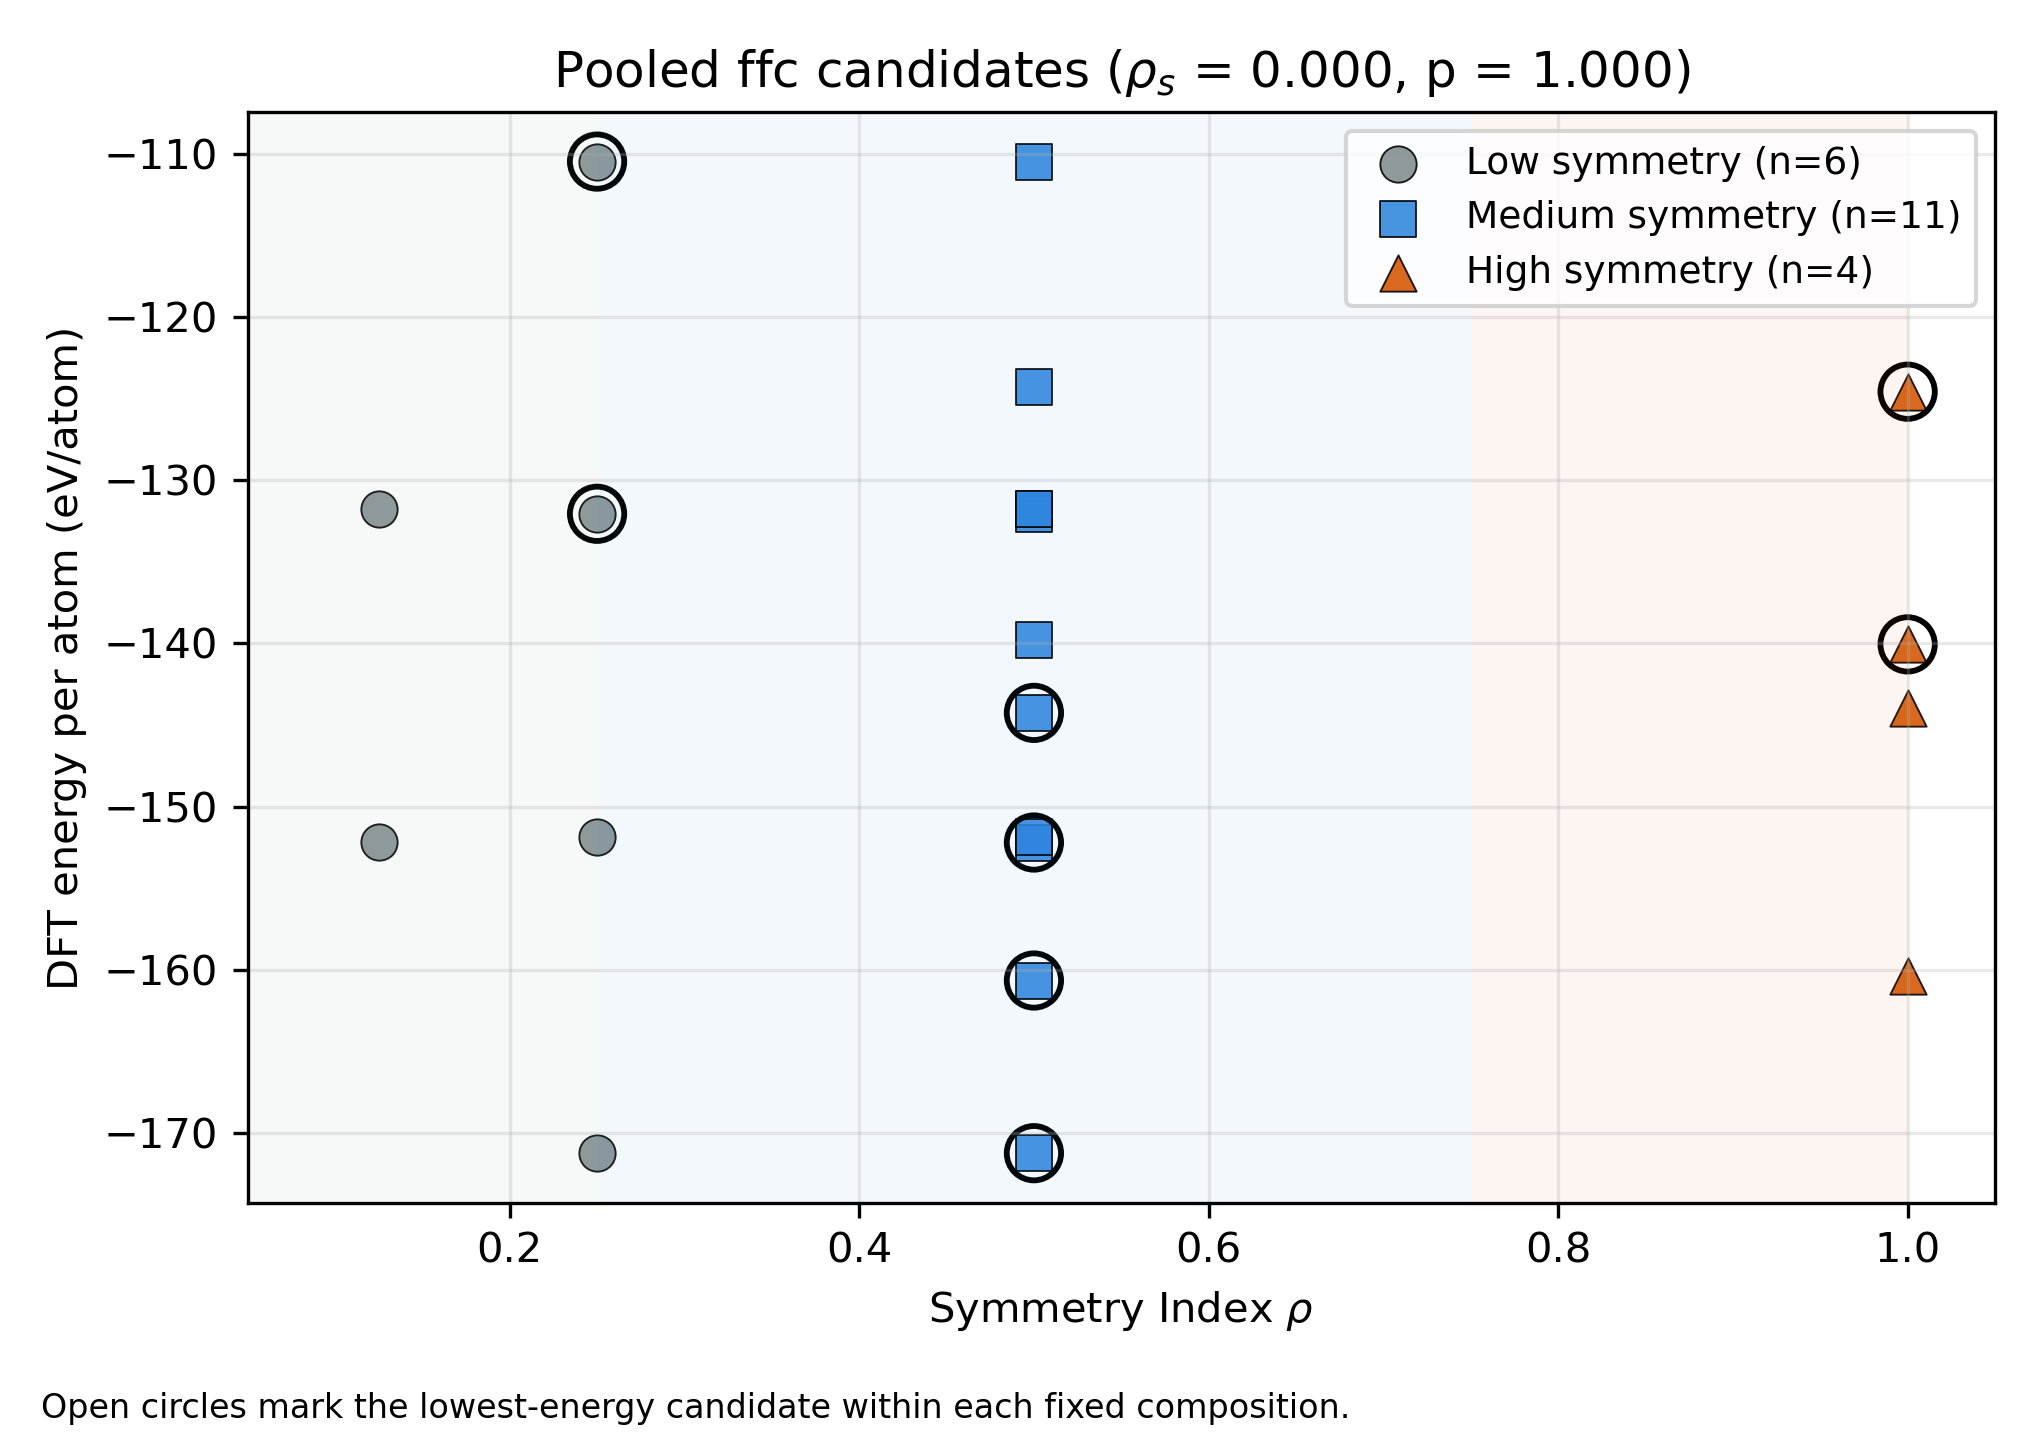 Pooled ffc candidates (ρs = 0.000, p = 1.000)
Low symmetry (n=6)
Medium symmetry (n=11)
High symmetry (n=4)
DFT energy per atom (eV/atom)
−110
−120
−130
−140
−150
−160
−170
0.2 0.4 0.6 0.8 1.0
Symmetry Index ρ
Open circles mark the lowest-energy candidate within each fixed composition.